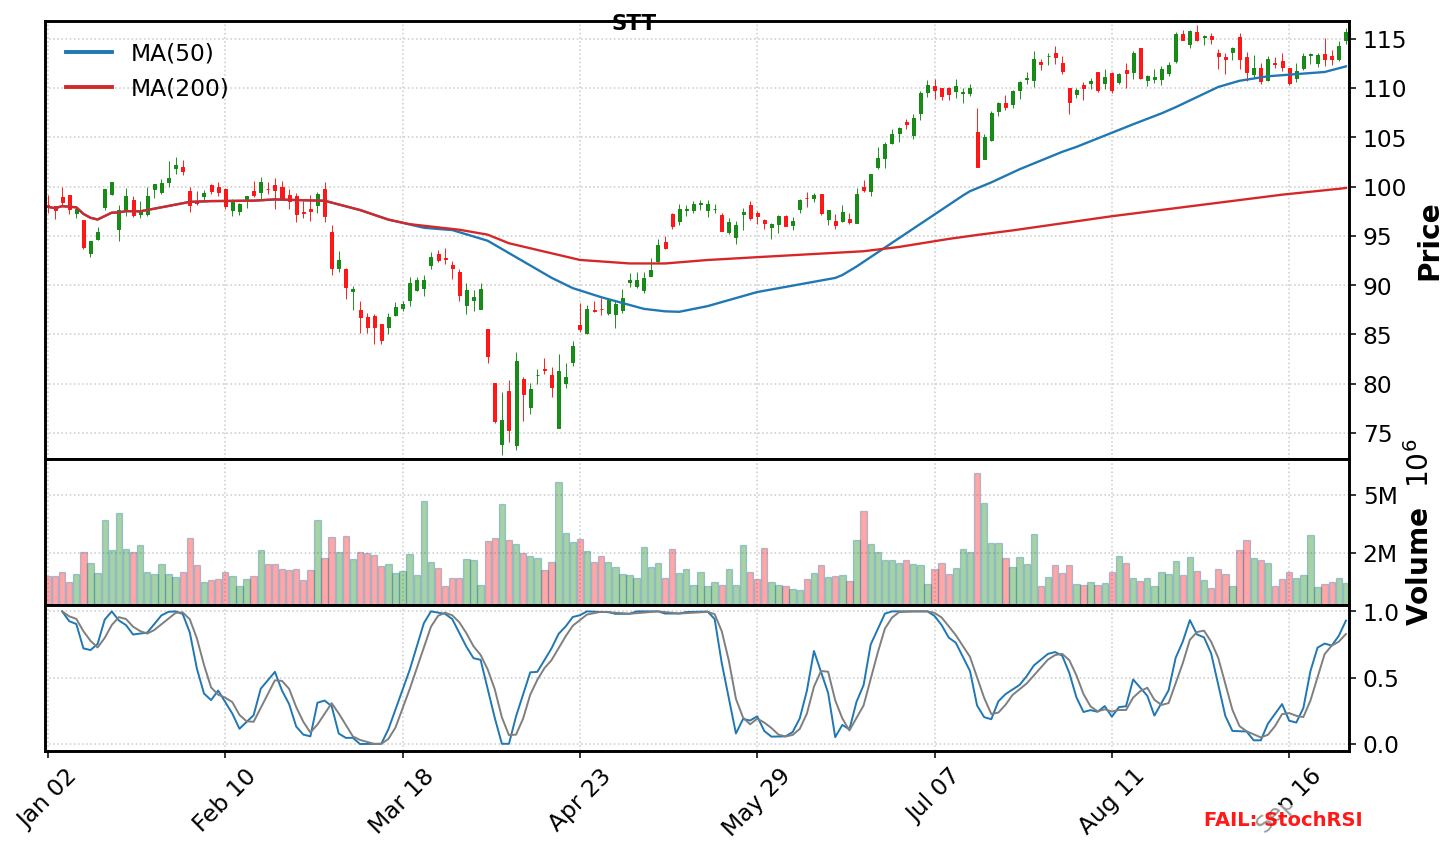 STT
MA(50)
MA(200)
115
110
105
100
95
90
85
80
75
Price
5M
2M
Volume 10^6
1.0
0.5
0.0
Jan 02
Feb 10
Mar 18
Apr 23
May 29
Jul 07
Aug 11
Sep 16
FAIL: StochRSI